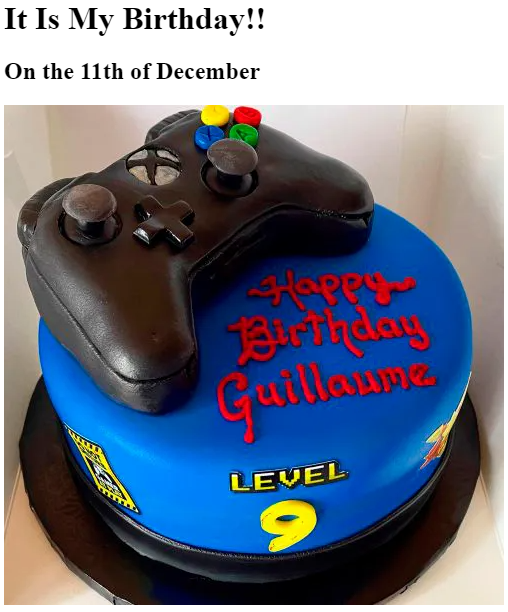 It Is My Birthday!!
On the 11th of December
Happy
Birthday
Guillaume
LEVEL
9